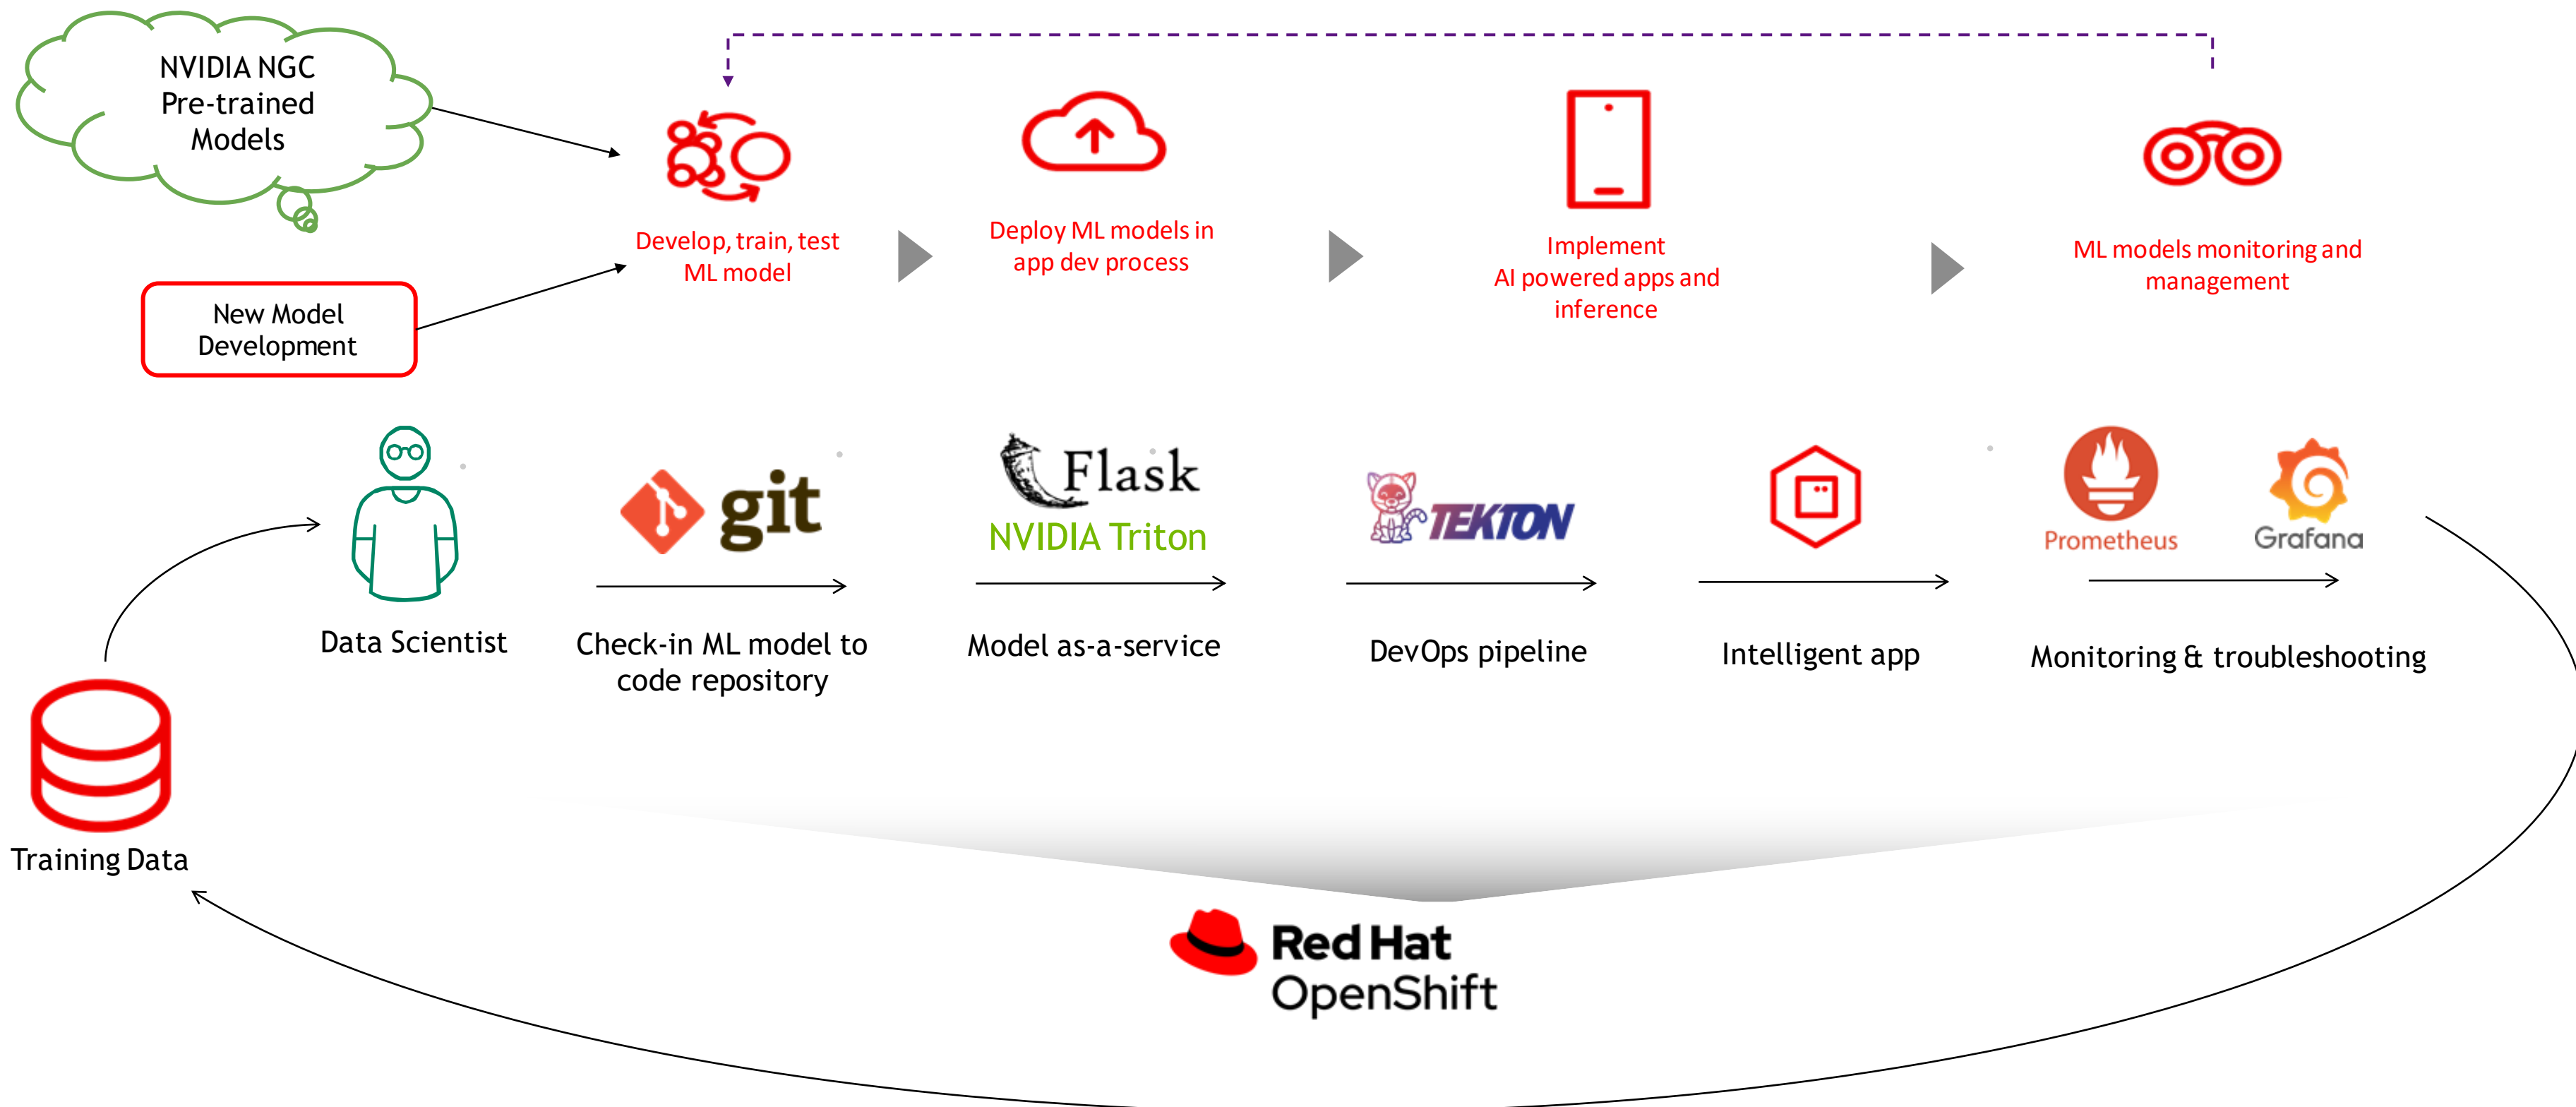 NVIDIA NGC
Pre-trained
Models
New Model
Development
Develop, train, test
ML model
Deploy ML models in
app dev process
Implement
AI powered apps and
inference
ML models monitoring and
management
Data Scientist
git
Check-in ML model to
code repository
Flask
NVIDIA Triton
Model as-a-service
TEKTON
DevOps pipeline
Intelligent app
Prometheus
Grafana
Monitoring & troubleshooting
Training Data
Red Hat
OpenShift